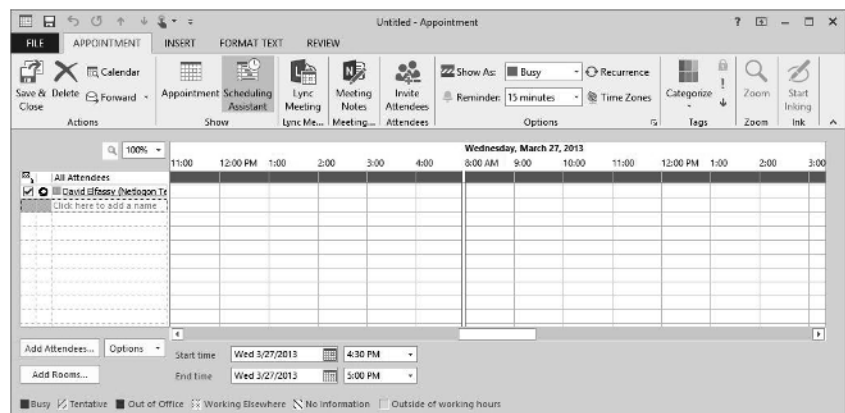 Untitled - Appointment
FILE APPOINTMENT INSERT FORMAT TEXT REVIEW
Save & Close
Delete
Calendar
Forward
Actions
Appointment
Scheduling Assistant
Show
Lync Meeting
Lync Me...
Meeting Notes
Meeting...
Invite Attendees
Attendees
Show As: Busy
Reminder: 15 minutes
Recurrence
Time Zones
Options
Categorize
Tags
Zoom
Zoom
Start Inking
Ink
100%
Wednesday, March 27, 2013
11:00 12:00 PM 1:00 2:00 3:00 4:00 8:00 AM 9:00 10:00 11:00 12:00 PM 1:00 2:00 3:00
All Attendees
David Elfassy (Netlogon Te
Click here to add a name
Add Attendees... Options
Start time Wed 3/27/2013 4:30 PM
Add Rooms...
End time Wed 3/27/2013 5:00 PM
Busy Tentative Out of Office Working Elsewhere No Information Outside of working hours